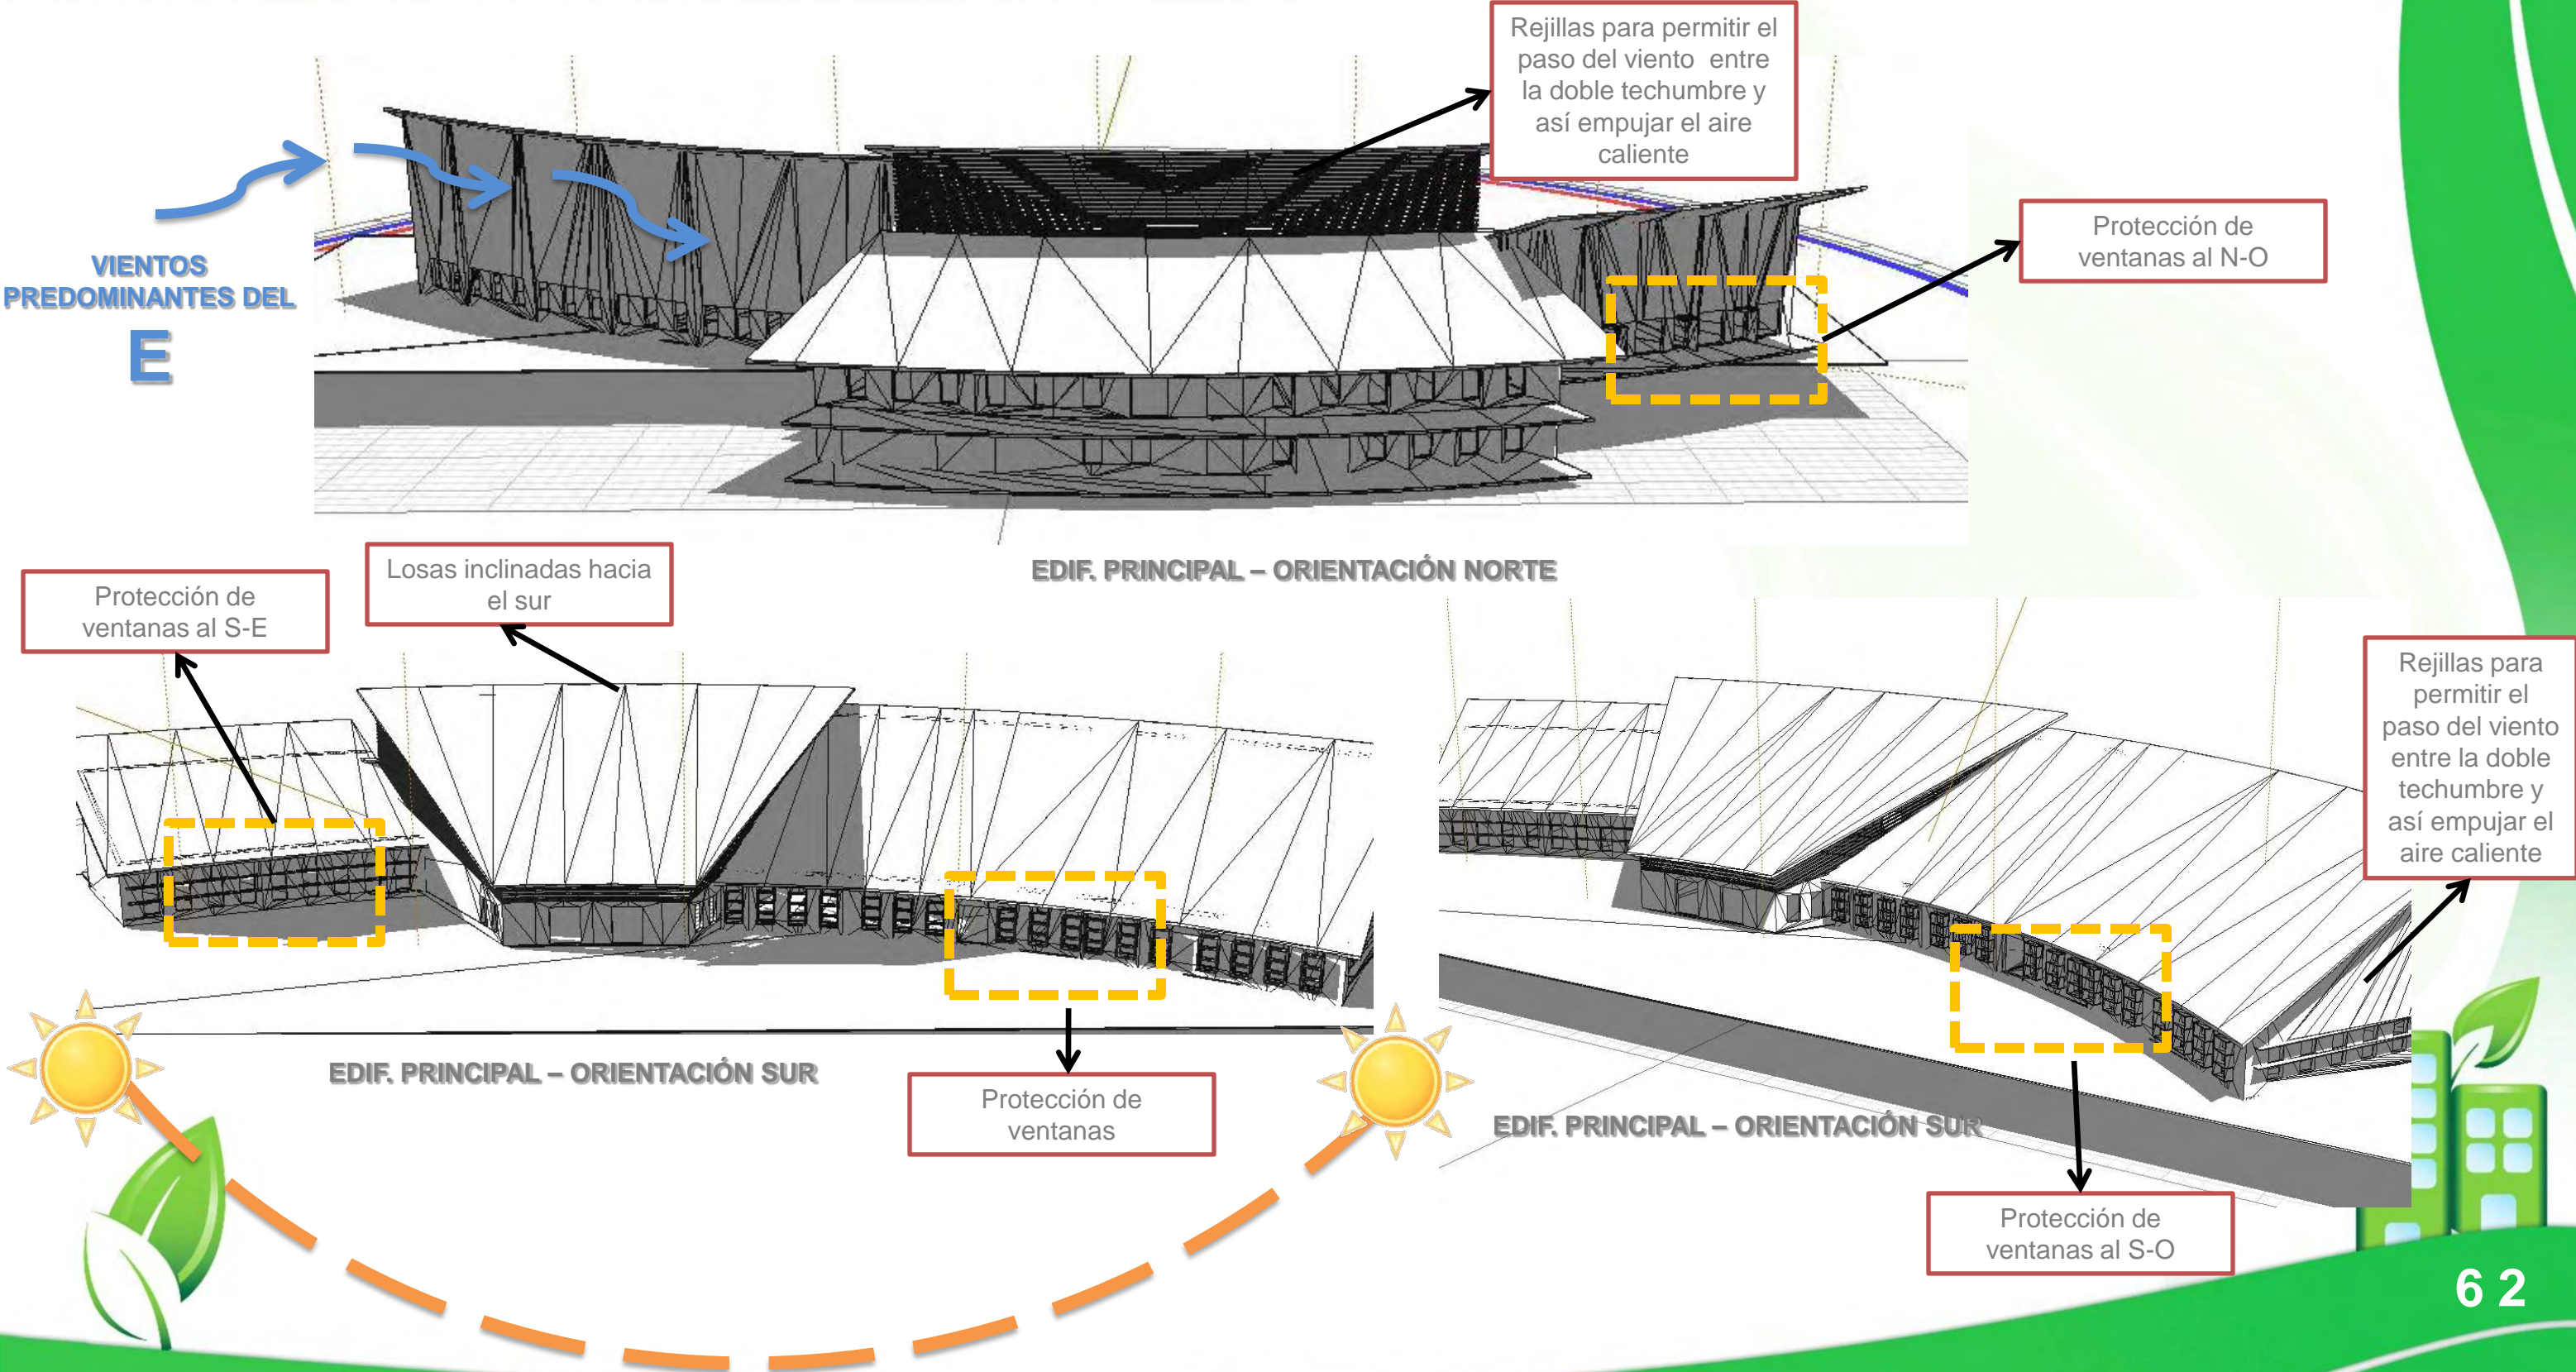 Rejillas para permitir el
paso del viento entre
la doble techumbre y
así empujar el aire
caliente
Protección de
ventanas al N-O
VIENTOS
PREDOMINANTES DEL
E
EDIF. PRINCIPAL – ORIENTACIÓN NORTE
Protección de
ventanas al S-E
Losas inclinadas hacia
el sur
Rejillas para
permitir el
paso del viento
entre la doble
techumbre y
así empujar el
aire caliente
EDIF. PRINCIPAL – ORIENTACIÓN SUR
Protección de
ventanas
EDIF. PRINCIPAL – ORIENTACIÓN SUR
Protección de
ventanas al S-O
62